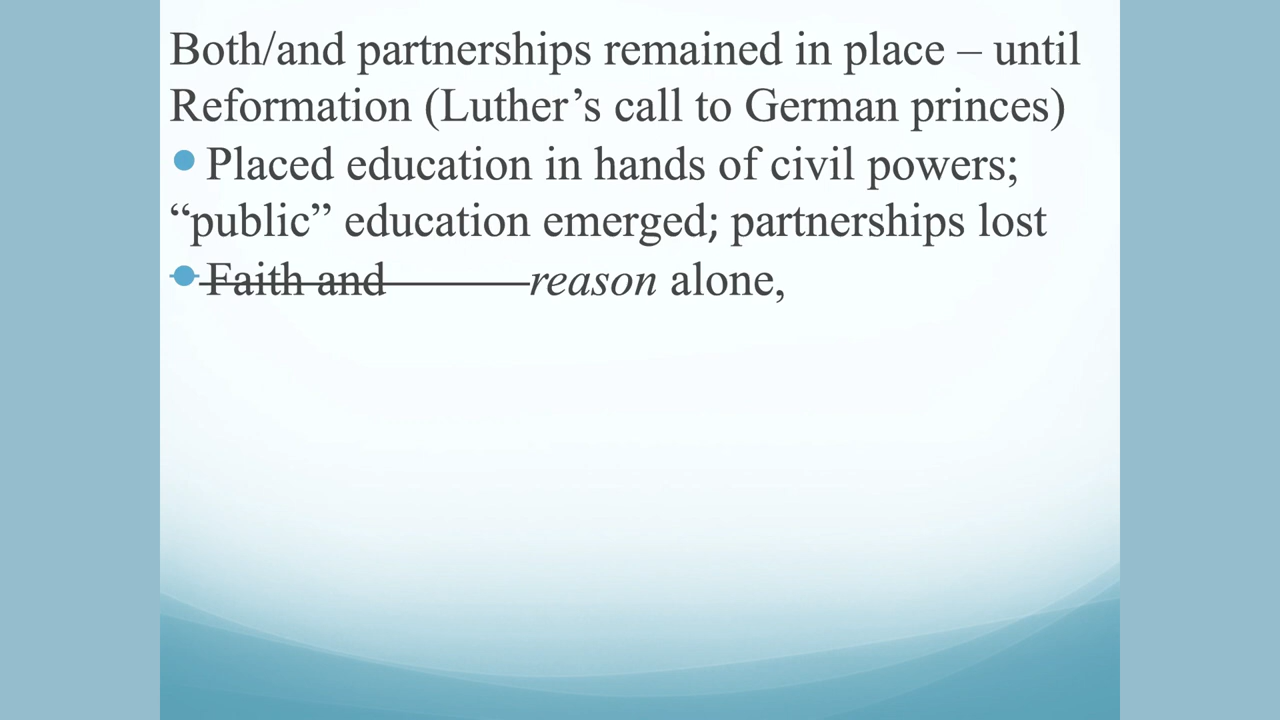 Both/and partnerships remained in place – until
Reformation (Luther’s call to German princes)
Placed education in hands of civil powers;
“public” education emerged; partnerships lost
Faith and reason alone,